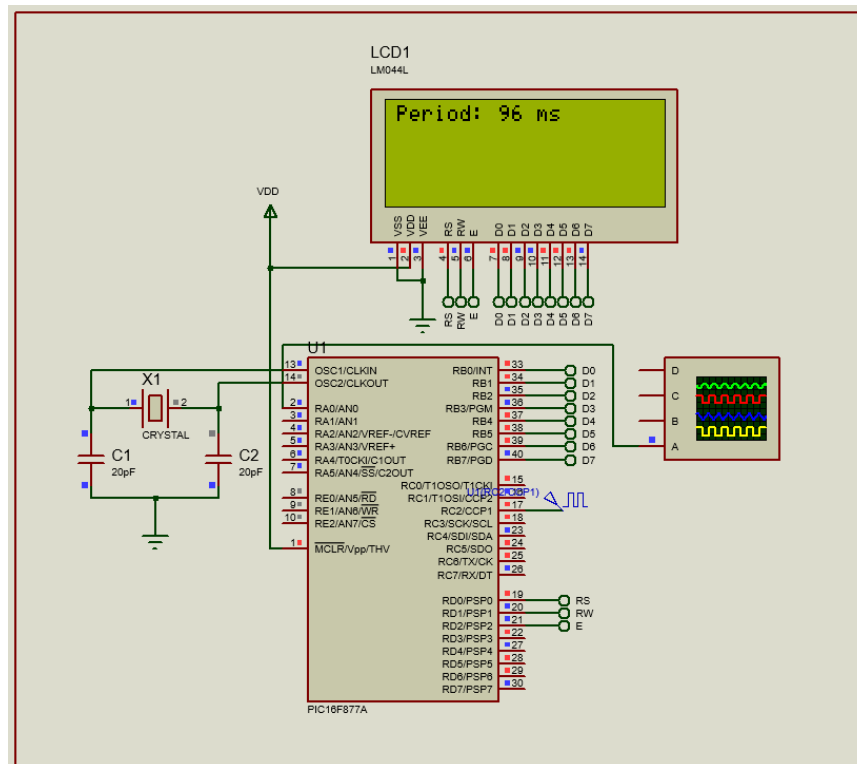 LCD1
LM044L
Period: 96 ms
VDD
VSS VDD VEE RS RW E D0 D1 D2 D3 D4 D5 D6 D7
1 2 3 4 5 6 7 8 9 10 11 12 13 14
RS RW E D0 D1 D2 D3 D4 D5 D6 D7
U1
X1
1 2
CRYSTAL
C1
20pF
C2
20pF
13 OSC1/CLKIN
14 OSC2/CLKOUT
2 RA0/AN0
3 RA1/AN1
4 RA2/AN2/VREF-/CVREF
5 RA3/AN3/VREF+
6 RA4/T0CKI/C1OUT
7 RA5/AN4/SS/C2OUT
8 RE0/AN5/RD
9 RE1/AN6/WR
10 RE2/AN7/CS
1 MCLR/Vpp/THV
RB0/INT 33 D0
RB1 34 D1
RB2 35 D2
RB3/PGM 36 D3
RB4 37 D4
RB5 38 D5
RB6/PGC 39 D6
RB7/PGD 40 D7
RC0/T1OSO/T1CKI 15
RC1/T1OSI/CCP2
U1(RC2/CCP1)
RC2/CCP1 17
RC3/SCK/SCL 18
RC4/SDI/SDA 23
RC5/SDO 24
RC6/TX/CK 25
RC7/RX/DT 26
RD0/PSP0 19 RS
RD1/PSP1 20 RW
RD2/PSP2 21 E
RD3/PSP3 22
RD4/PSP4 27
RD5/PSP5 28
RD6/PSP6 29
RD7/PSP7 30
PIC16F877A
D
C
B
A